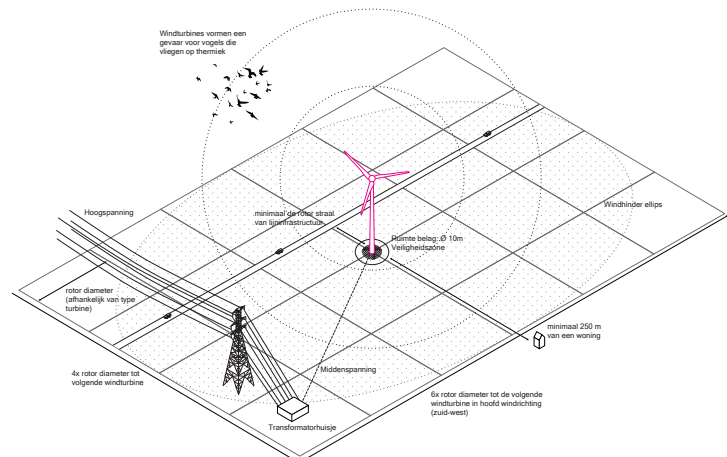 Windturbines vormen een
gevaar voor vogels die
vliegen op thermiek
Hoogspanning
minimaal de rotor straal
van lijninfrastructuur
Windhinder ellips
Ruimte beslag: Ø 10m
Veiligheidszone
rotor diameter
(afhankelijk van type
turbine)
minimaal 250 m
van een woning
4x rotor diameter tot
volgende windturbine
Middenspanning
6x rotor diameter tot de volgende
windturbine in hoofd windrichting
(zuid-west)
Transformatorhuisje